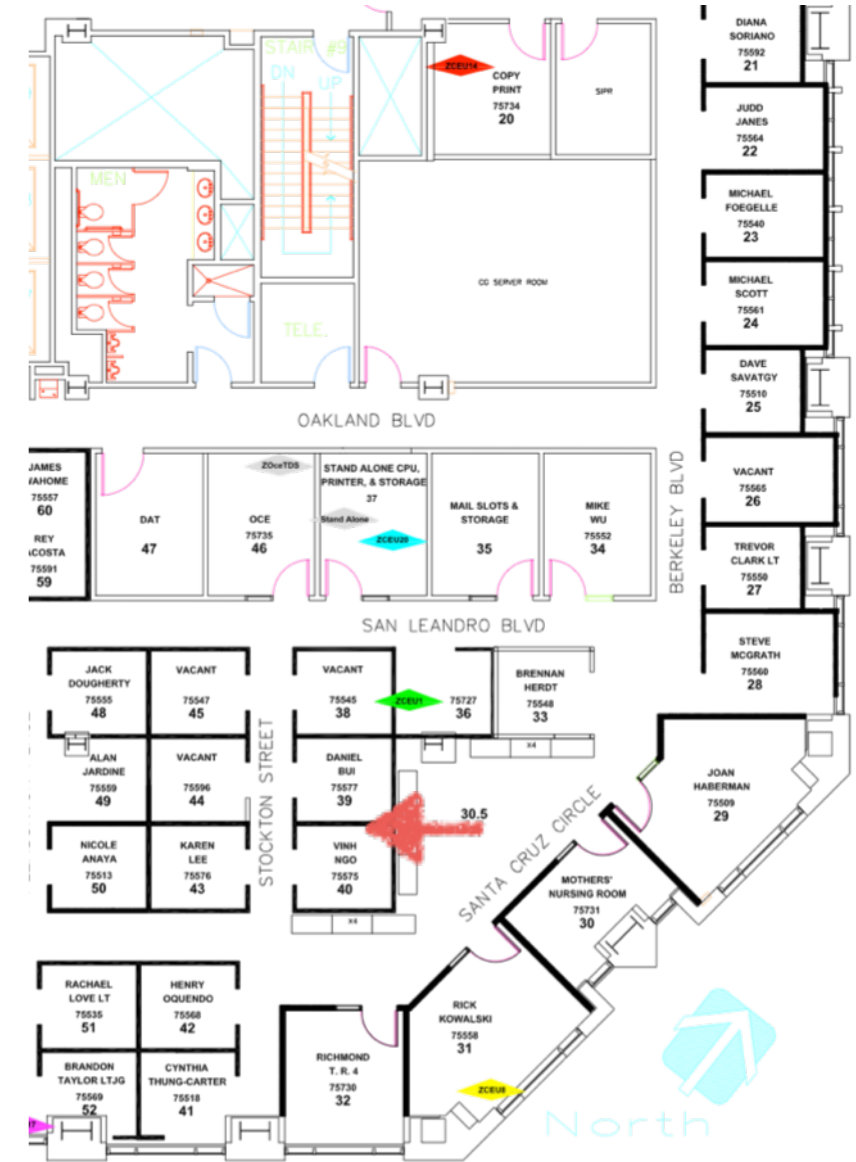 STAIR #9
DN
UP
MEN
TELE.
ZCEU14
COPY
PRINT
75734
20
SIPR
CG SERVER ROOM
DIANA
SORIANO
75592
21
JUDD
JANES
75564
22
MICHAEL
FOEGELLE
75540
23
MICHAEL
SCOTT
75561
24
DAVE
SAVATGY
75510
25
VACANT
75565
26
TREVOR
CLARK LT
75550
27
STEVE
MCGRATH
75560
28
OAKLAND BLVD
BERKELEY BLVD
JAMES
WAHOME
75557
60
REY
ACOSTA
75591
59
DAT
47
ZOceTDS
OCE
75735
46
STAND ALONE CPU,
PRINTER, & STORAGE
37
Stand Alone
ZCEU20
MAIL SLOTS &
STORAGE
35
MIKE
WU
75552
34
SAN LEANDRO BLVD
JACK
DOUGHERTY
75555
48
VACANT
75547
45
VACANT
75545
38
ZCEU1
75727
36
BRENNAN
HERDT
75548
33
X4
ALAN
JARDINE
75559
49
VACANT
75596
44
STOCKTON STREET
DANIEL
BUI
75577
39
30.5
NICOLE
ANAYA
75513
50
KAREN
LEE
75576
43
VINH
NGO
75575
40
X4
SANTA CRUZ CIRCLE
JOAN
HABERMAN
75509
29
MOTHERS'
NURSING ROOM
75731
30
RICK
KOWALSKI
75558
31
ZCEU8
RACHAEL
LOVE LT
75535
51
HENRY
OQUENDO
75568
42
BRANDON
TAYLOR LTJG
75569
52
CYNTHIA
THUNG-CARTER
75518
41
RICHMOND
T. R. 4
75730
32
17
North